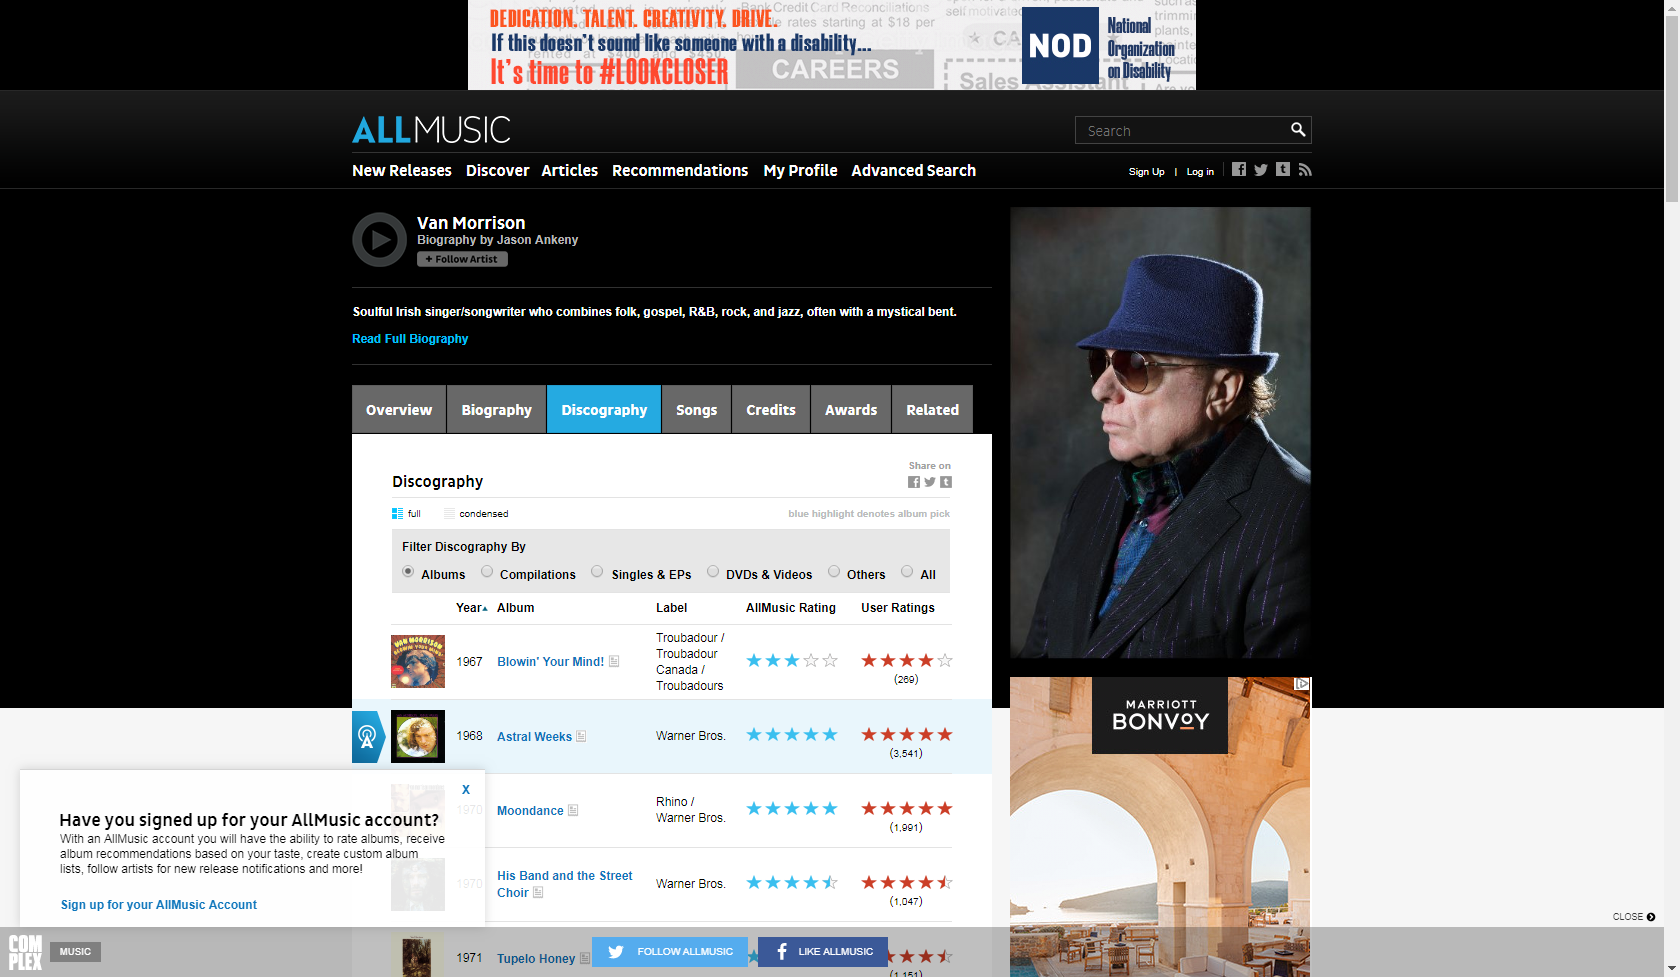 DEDICATION. TALENT. CREATIVITY. DRIVE.
If this doesn't sound like someone with a disability...
It's time to #LOOKCLOSER
CAREERS
NOD
National
Organization
on Disability
ALLMUSIC
Search
New Releases Discover Articles Recommendations My Profile Advanced Search
Sign Up | Log in
Van Morrison
Biography by Jason Ankeny
+ Follow Artist
Soulful Irish singer/songwriter who combines folk, gospel, R&B, rock, and jazz, often with a mystical bent.
Read Full Biography
Overview Biography Discography Songs Credits Awards Related
Share on
Discography
full condensed blue highlight denotes album pick
Filter Discography By
Albums Compilations Singles & EPs DVDs & Videos Others All
Year Album Label AllMusic Rating User Ratings
1967 Blowin' Your Mind! Troubadour /
Troubadour
Canada /
Troubadours
(269)
1968 Astral Weeks Warner Bros.
(3,541)
1970 Moondance Rhino /
Warner Bros.
(1,991)
1970 His Band and the Street
Choir Warner Bros.
(1,047)
1971 Tupelo Honey
(1,151)
X
Have you signed up for your AllMusic account?
With an AllMusic account you will have the ability to rate albums, receive
album recommendations based on your taste, create custom album
lists, follow artists for new release notifications and more!
Sign up for your AllMusic Account
MARRIOTT
BONVOY
CLOSE
COMPLEX
MUSIC
FOLLOW ALLMUSIC
LIKE ALLMUSIC